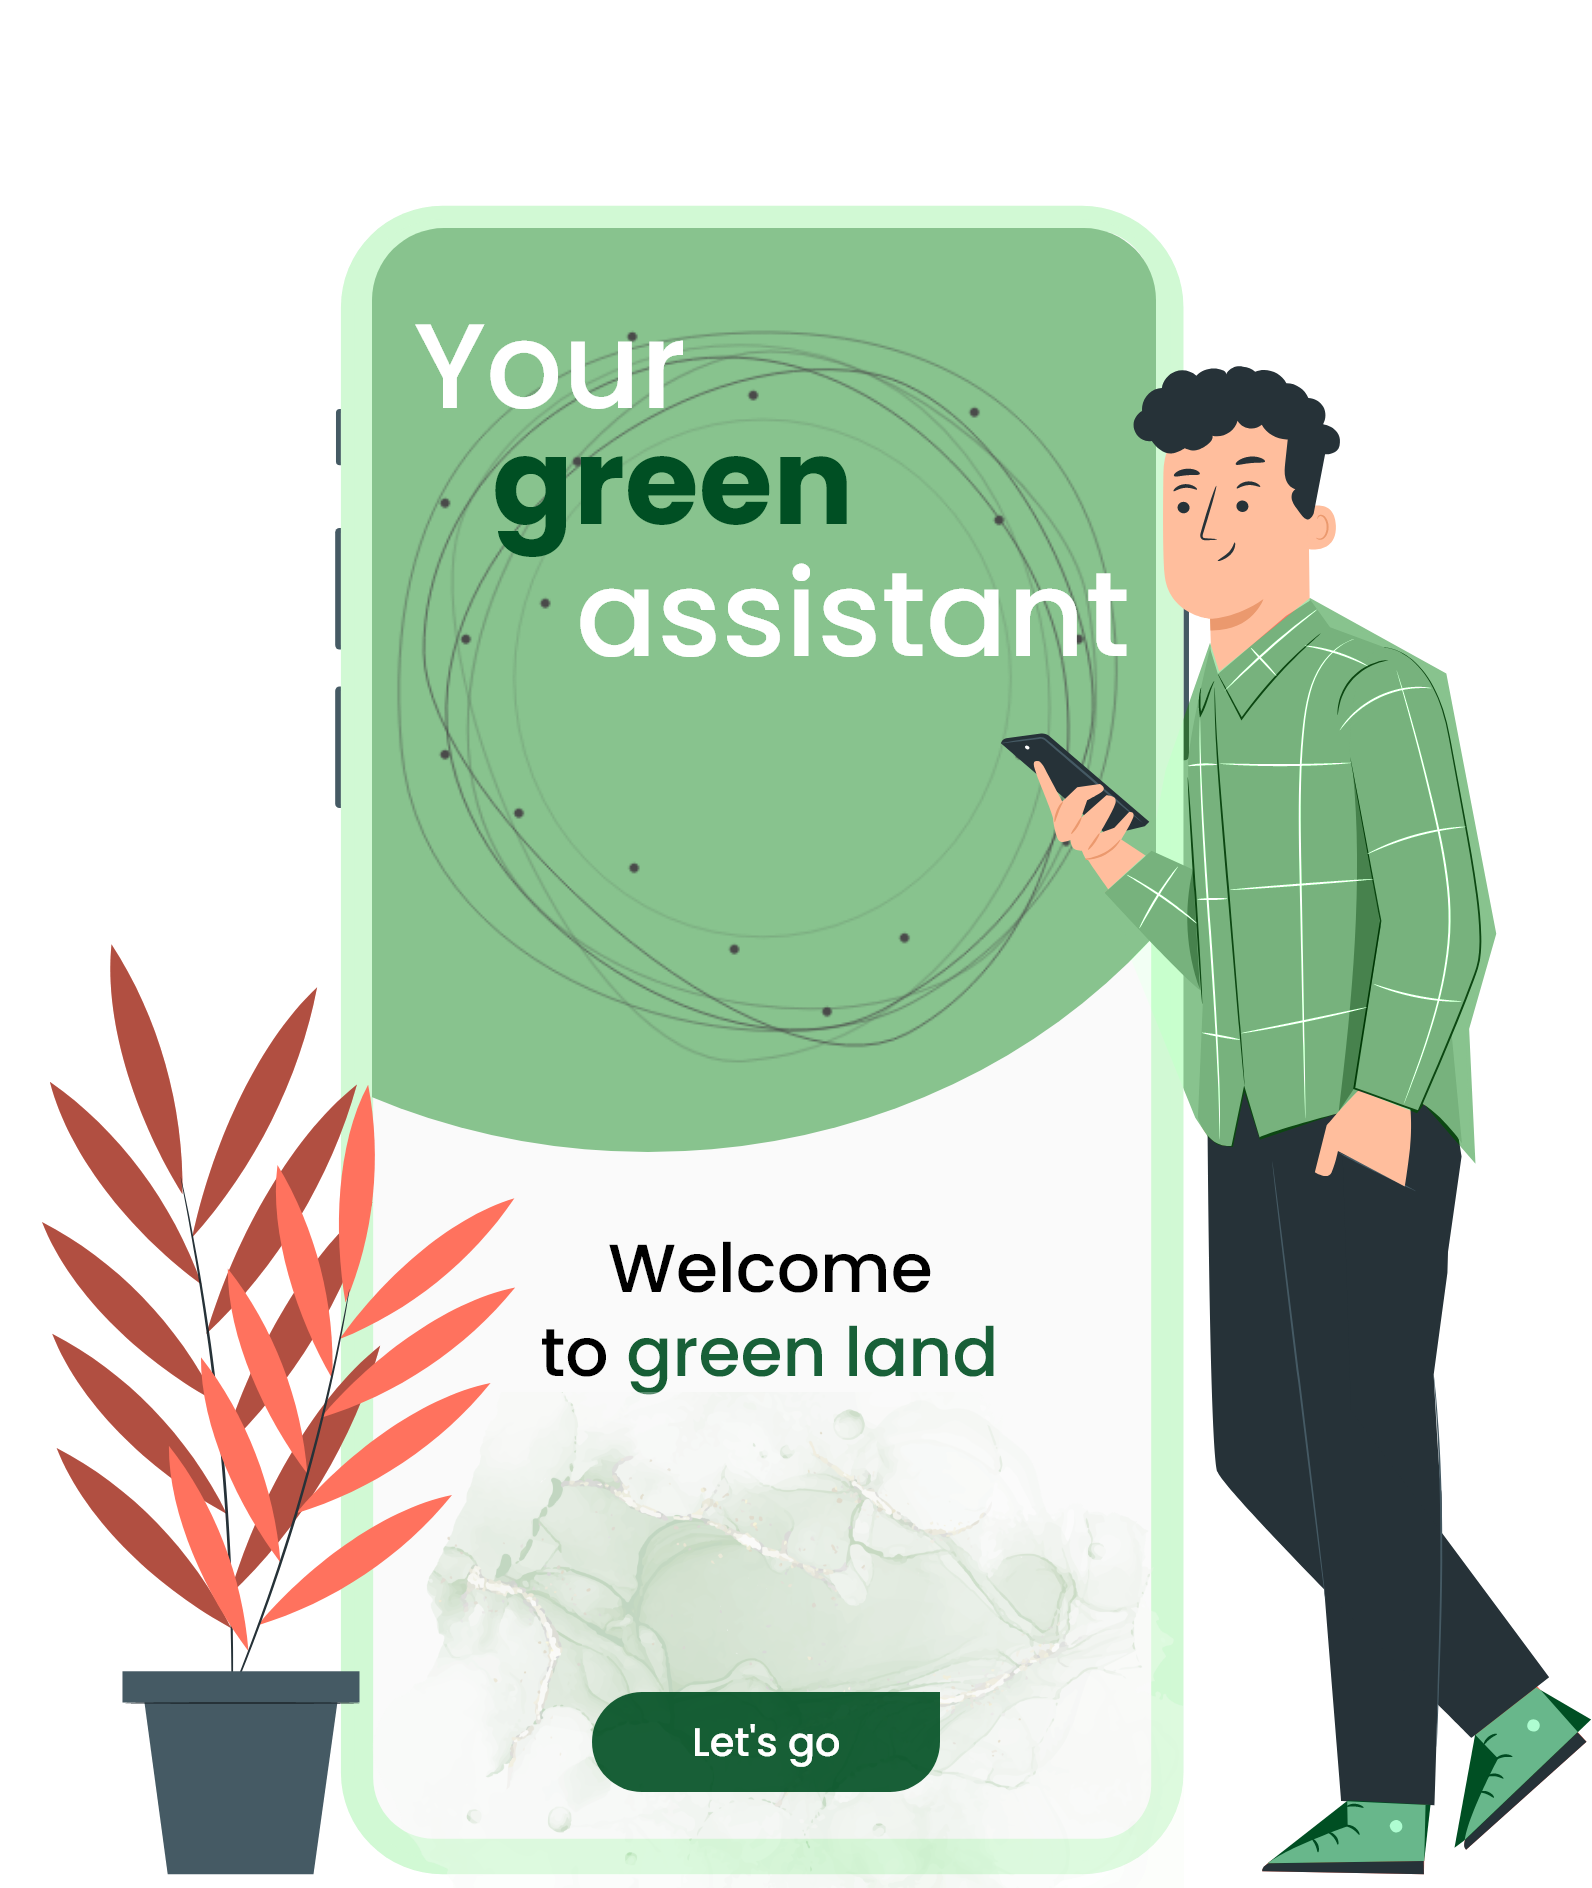 Your
green
assistant
Welcome
to green land
Let's go